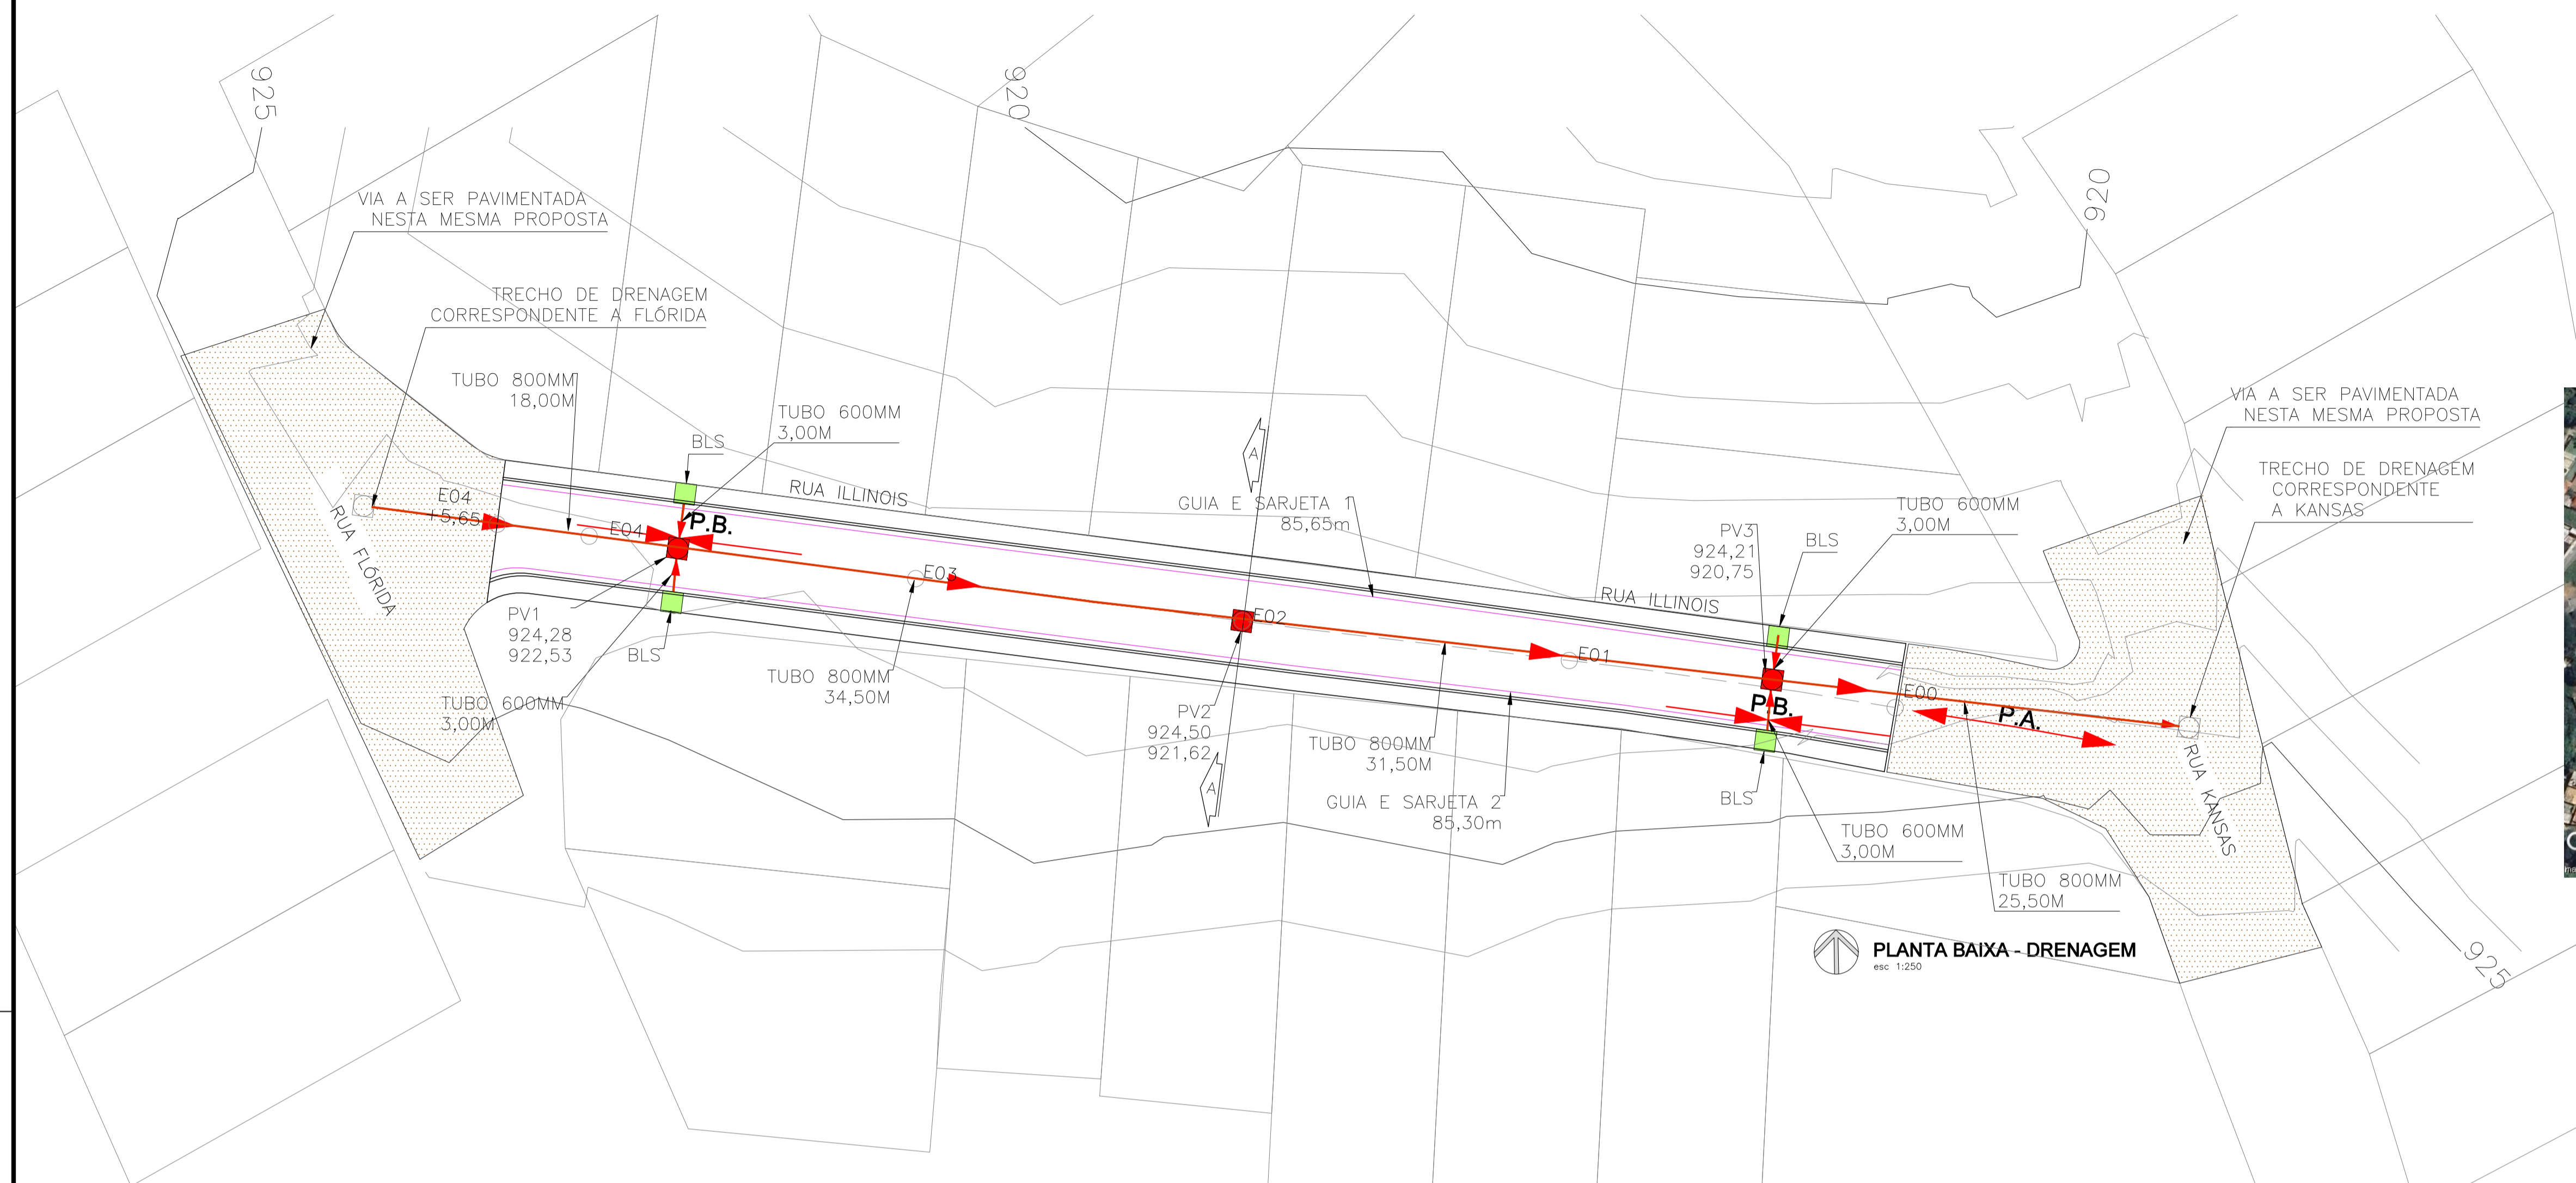 925
920
920
VIA A SER PAVIMENTADA
NESTA MESMA PROPOSTA
TRECHO DE DRENAGEM
CORRESPONDENTE A FLÓRIDA
TUBO 800MM
18,00M
TUBO 600MM
3,00M
BLS
RUA ILLINOIS
P.B.
E04
+5,65
E04
RUA FLÓRIDA
E03
PV1
924,28
922,53
BLS
TUBO 600MM
3,00M
TUBO 800MM
34,50M
A
GUIA E SARJETA 1
85,65m
E02
PV2
924,50
921,62
A
TUBO 800MM
31,50M
GUIA E SARJETA 2
85,30m
E01
RUA ILLINOIS
PV3
924,21
920,75
BLS
TUBO 600MM
3,00M
VIA A SER PAVIMENTADA
NESTA MESMA PROPOSTA
TRECHO DE DRENAGEM
CORRESPONDENTE
A KANSAS
E00
P.B.
P.A.
RUA KANSAS
BLS
TUBO 600MM
3,00M
TUBO 800MM
25,50M
PLANTA BAIXA - DRENAGEM
esc 1:250
925